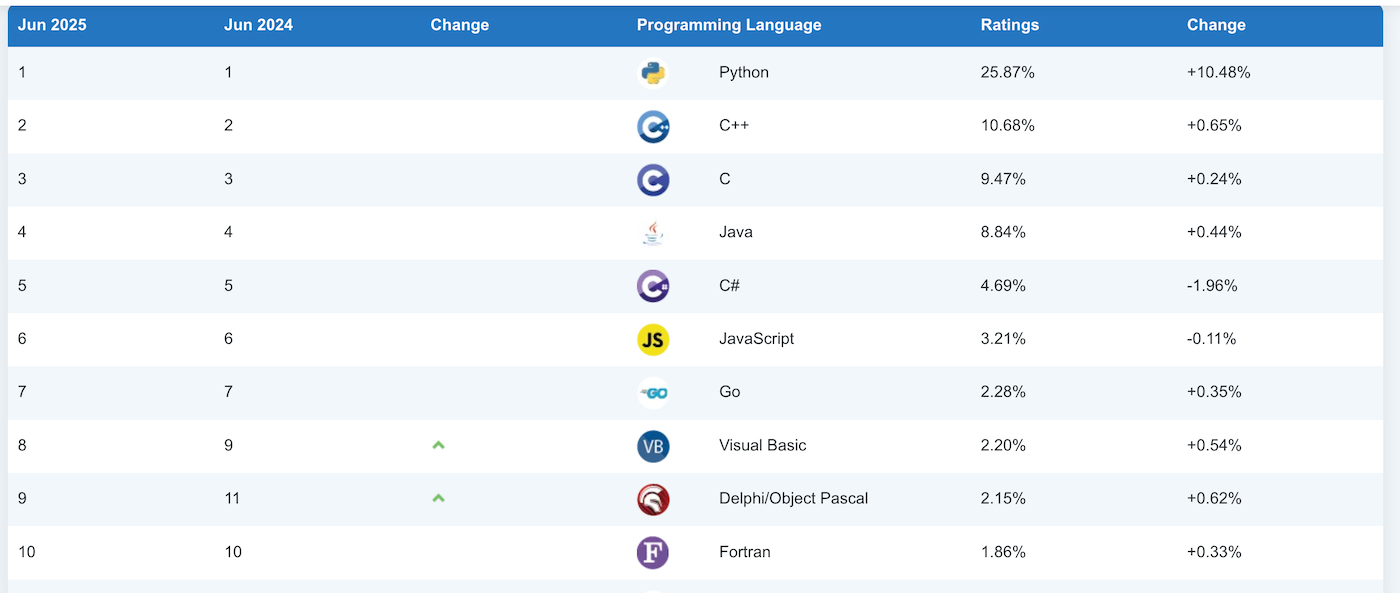 Jun 2025 Jun 2024 Change Programming Language Ratings Change
1 1 Python 25.87% +10.48%
2 2 C++ 10.68% +0.65%
3 3 C 9.47% +0.24%
4 4 Java 8.84% +0.44%
5 5 C# 4.69% -1.96%
6 6 JS JavaScript 3.21% -0.11%
7 7 GO Go 2.28% +0.35%
8 9 VB Visual Basic 2.20% +0.54%
9 11 Delphi/Object Pascal 2.15% +0.62%
10 10 F Fortran 1.86% +0.33%